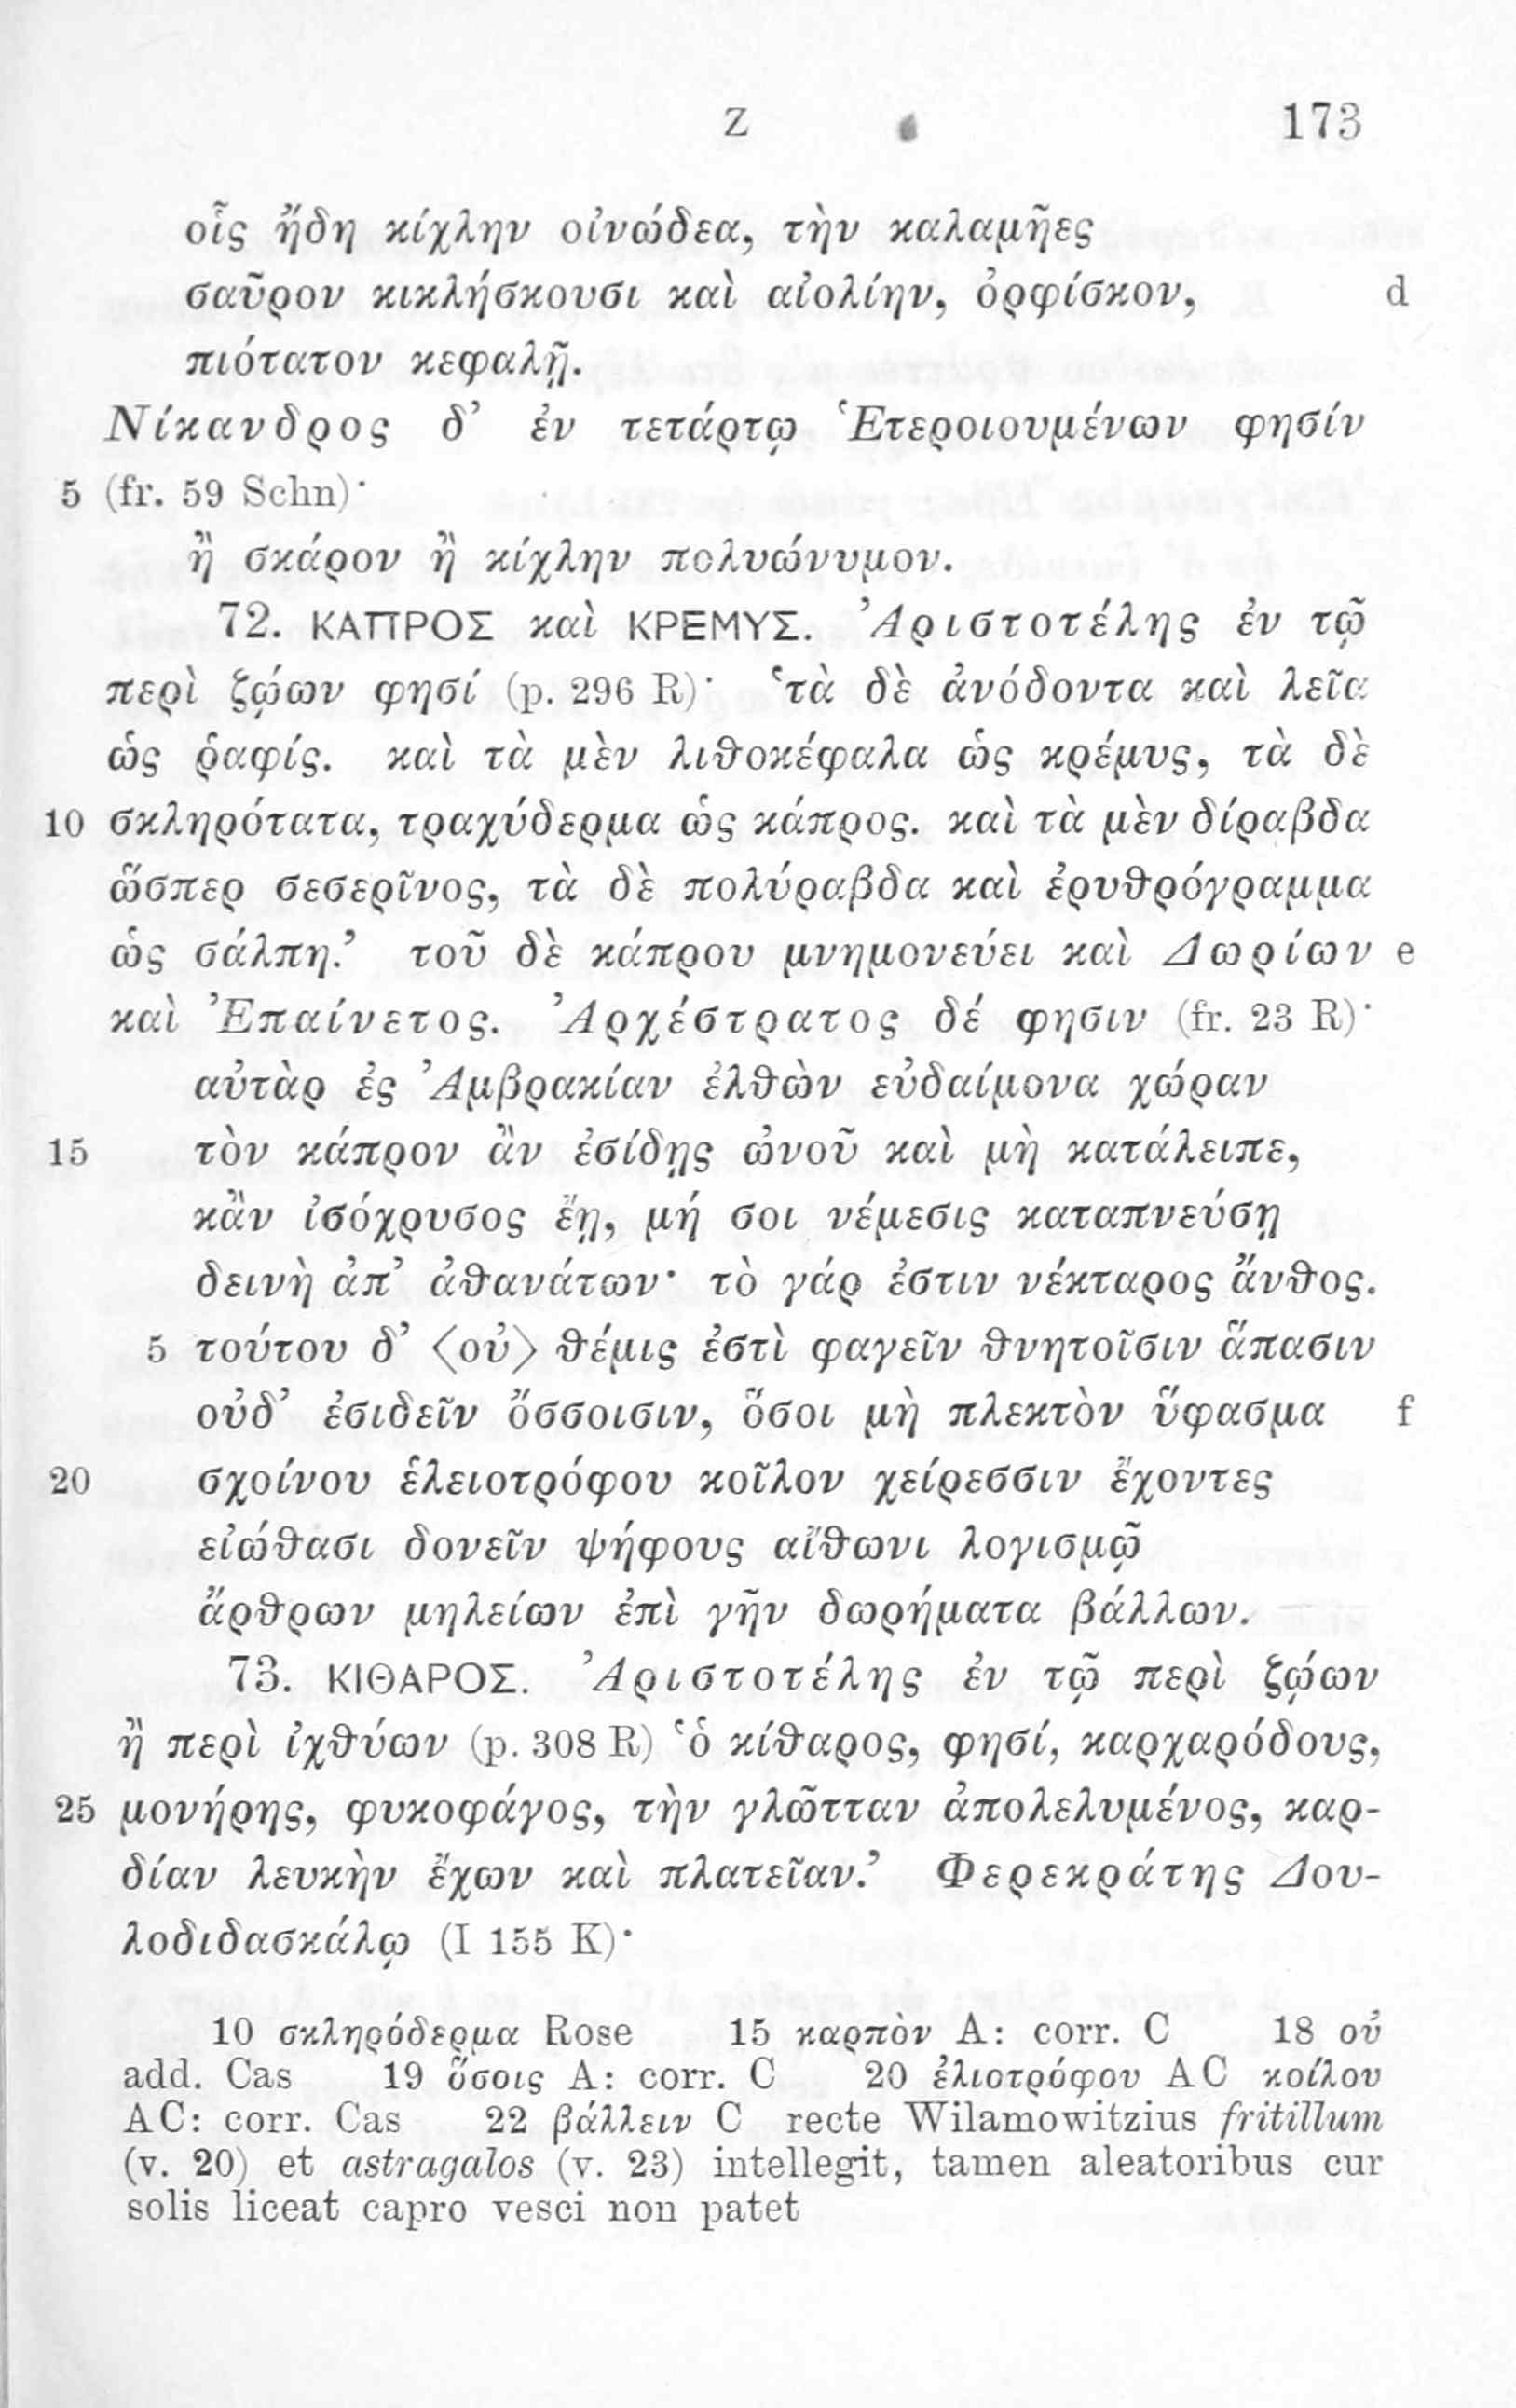 Z 173
οἷς ἤδη κίχλην οἰνώδεα, τὴν καλαμῆες
σαῦρον κικλήσκουσι καὶ αἰολίην, ὀρφίσκον, d
πιότατον κεφαλῇ.
Νίκανδρος δ’ ἐν τετάρτῳ Ἑτεροιουμένων φησίν
5 (fr. 59 Schn)·
ἢ σκάρον ἢ κίχλην πολυώνυμον.
72. ΚΑΠΡΟΣ καὶ ΚΡΕΜΥΣ. Ἀριστοτέλης ἐν τῷ
περὶ ζῴων φησί (p. 296 R)· ‘τὰ δὲ ἀνόδοντα καὶ λεῖα
ὡς ῥαφίς. καὶ τὰ μὲν λιθοκέφαλα ὡς κρέμυς, τὰ δὲ
10 σκληρότατα, τραχύδερμα ὡς κάπρος. καὶ τὰ μὲν δίραβδα
ὥσπερ σεσερῖνος, τὰ δὲ πολύραβδα καὶ ἐρυθρόγραμμα
ὡς σάλπη.’ τοῦ δὲ κάπρου μνημονεύει καὶ Δωρίων e
καὶ Ἐπαίνετος. Ἀρχέστρατος δέ φησιν (fr. 23 R)·
αὐτὰρ ἐς Ἀμβρακίαν ἐλθὼν εὐδαίμονα χώραν
15 τὸν κάπρον ἂν ἐσίδῃς ὠνοῦ καὶ μὴ κατάλειπε,
κἂν ἰσόχρυσος ἔῃ, μή σοι νέμεσις καταπνεύσῃ
δεινὴ ἀπ’ ἀθανάτων· τὸ γάρ ἐστιν νέκταρος ἄνθος.
5 τούτου δ’ <οὐ> θέμις ἐστὶ φαγεῖν θνητοῖσιν ἅπασιν
οὐδ’ ἐσιδεῖν ὄσσοισιν, ὅσοι μὴ πλεκτὸν ὕφασμα f
20 σχοίνου ἑλειοτρόφου κοῖλον χείρεσσιν ἔχοντες
εἰώθασι δονεῖν ψήφους αἴθωνι λογισμῷ
ἄρθρων μηλείων ἐπὶ γῆν δωρήματα βάλλων.
73. ΚΙΘΑΡΟΣ. Ἀριστοτέλης ἐν τῷ περὶ ζῴων
ἢ περὶ ἰχθύων (p. 308 R) ‘ὁ κίθαρος, φησί, καρχαρόδους,
25 μονήρης, φυκοφάγος, τὴν γλῶτταν ἀπολελυμένος, καρ-
δίαν λευκὴν ἔχων καὶ πλατεῖαν.’ Φερεκράτης Δου-
λοδιδασκάλῳ (I 155 K)·
10 σκληρόδερμα Rose 15 καρπὸν A: corr. C 18 οὐ
add. Cas 19 ὅσοις A: corr. C 20 ἐλιοτρόφου AC κοίλου
AC: corr. Cas 22 βάλλειν C recte Wilamowitzius fritillum
(v. 20) et astragalos (v. 23) intellegit, tamen aleatoribus cur
solis liceat capro vesci non patet